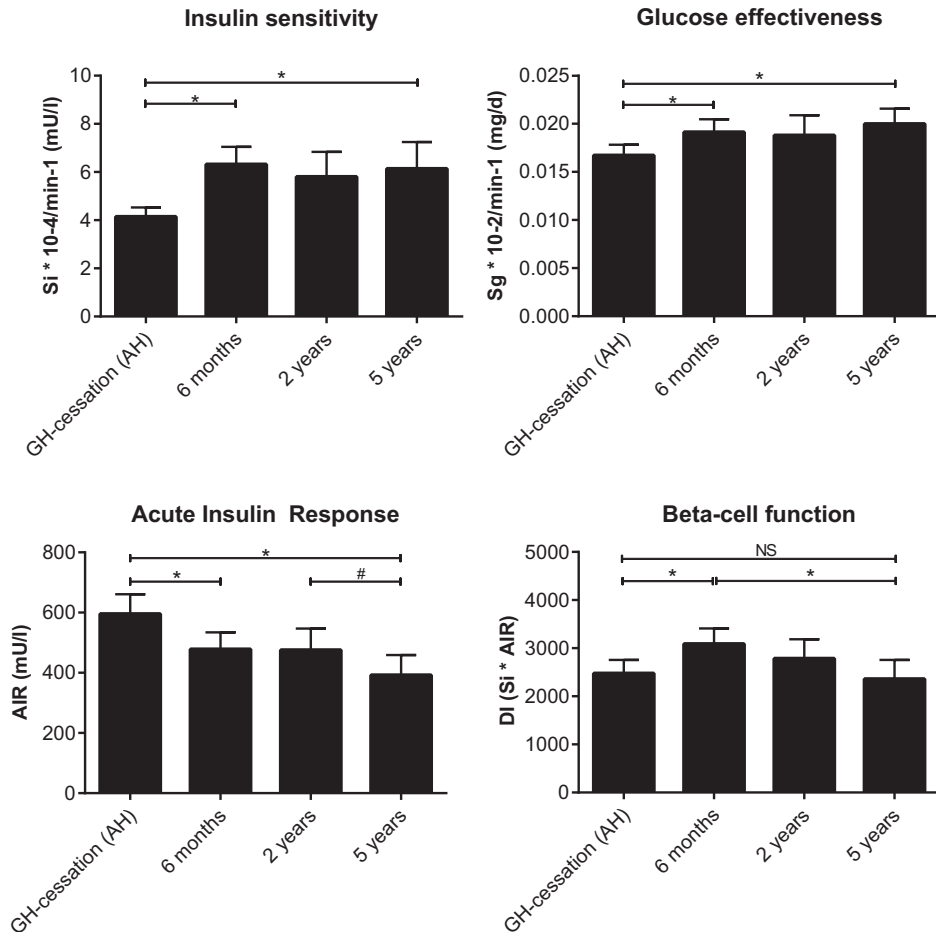 Insulin sensitivity
Si * 10-4/min-1 (mU/l)
10
8
6
4
2
0
*
*
GH-cessation (AH)
6 months
2 years
5 years
Glucose effectiveness
Sg * 10-2/min-1 (mg/d)
0.025
0.020
0.015
0.010
0.005
0.000
*
*
GH-cessation (AH)
6 months
2 years
5 years
Acute Insulin Response
AIR (mU/l)
800
600
400
200
0
*
*
#
GH-cessation (AH)
6 months
2 years
5 years
Beta-cell function
DI (Si * AIR)
5000
4000
3000
2000
1000
0
NS
*
*
GH-cessation (AH)
6 months
2 years
5 years